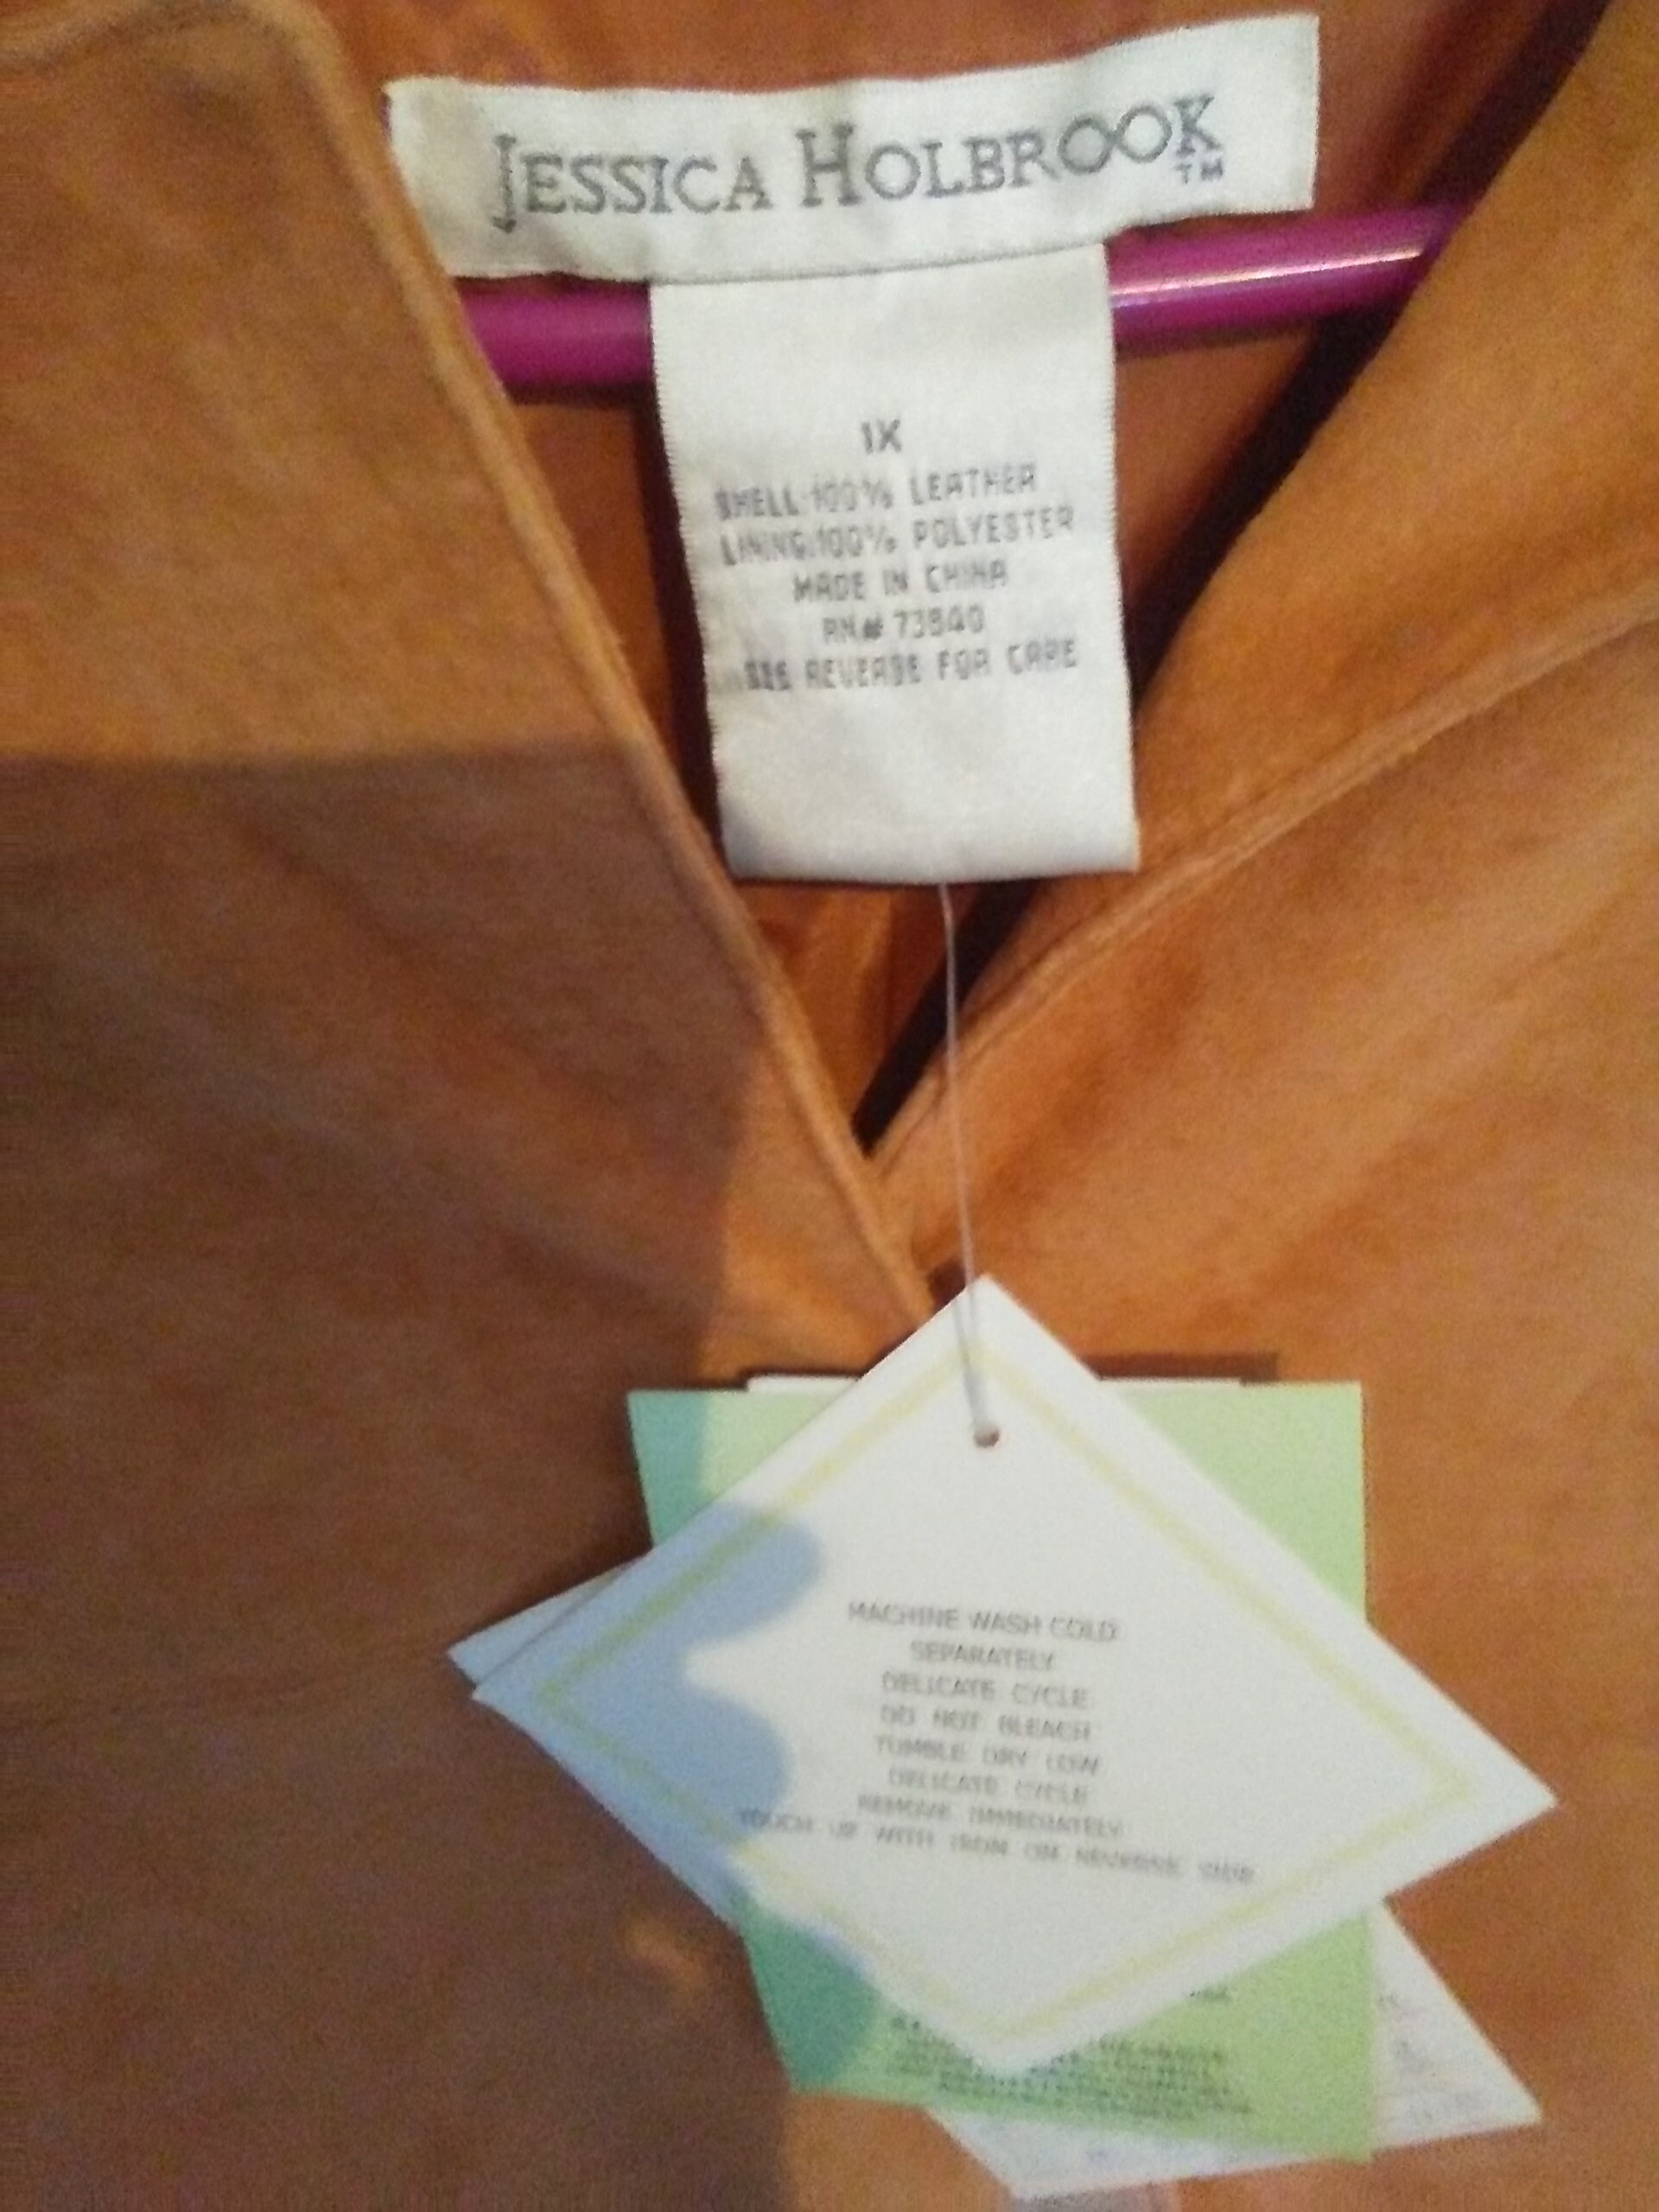 JESSICA HOLBROOK
TM
1X
SHELL:100% LEATHER
LINING:100% POLYESTER
MADE IN CHINA
RN# 73840
SEE REVERSE FOR CARE
MACHINE WASH COLD
SEPARATELY
DELICATE CYCLE
DO NOT BLEACH
TUMBLE DRY LOW
DELICATE CYCLE
REMOVE IMMEDIATELY
TOUCH UP WITH IRON ON REVERSE SIDE